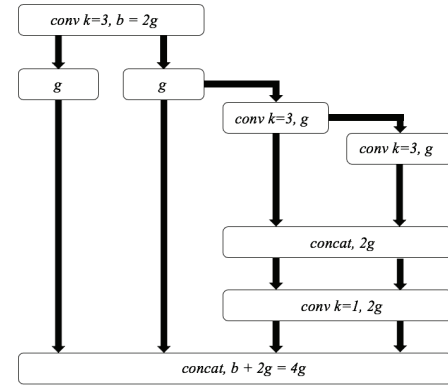 conv k=3, b = 2g
g
g
conv k=3, g
conv k=3, g
concat, 2g
conv k=1, 2g
concat, b + 2g = 4g